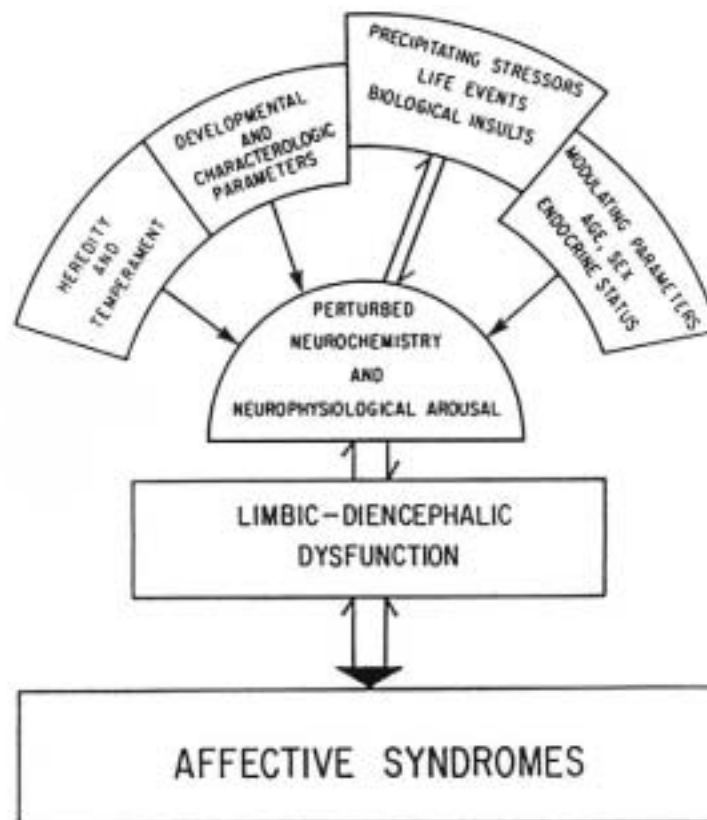 HEREDITY
AND
TEMPERAMENT
DEVELOPMENTAL
AND
CHARACTEROLOGIC
PARAMETERS
PRECIPITATING STRESSORS
LIFE EVENTS
BIOLOGICAL INSULTS
MODULATING PARAMETERS
AGE, SEX
ENDOCRINE STATUS
PERTURBED
NEUROCHEMISTRY
AND
NEUROPHYSIOLOGICAL AROUSAL
LIMBIC-DIENCEPHALIC
DYSFUNCTION
AFFECTIVE SYNDROMES